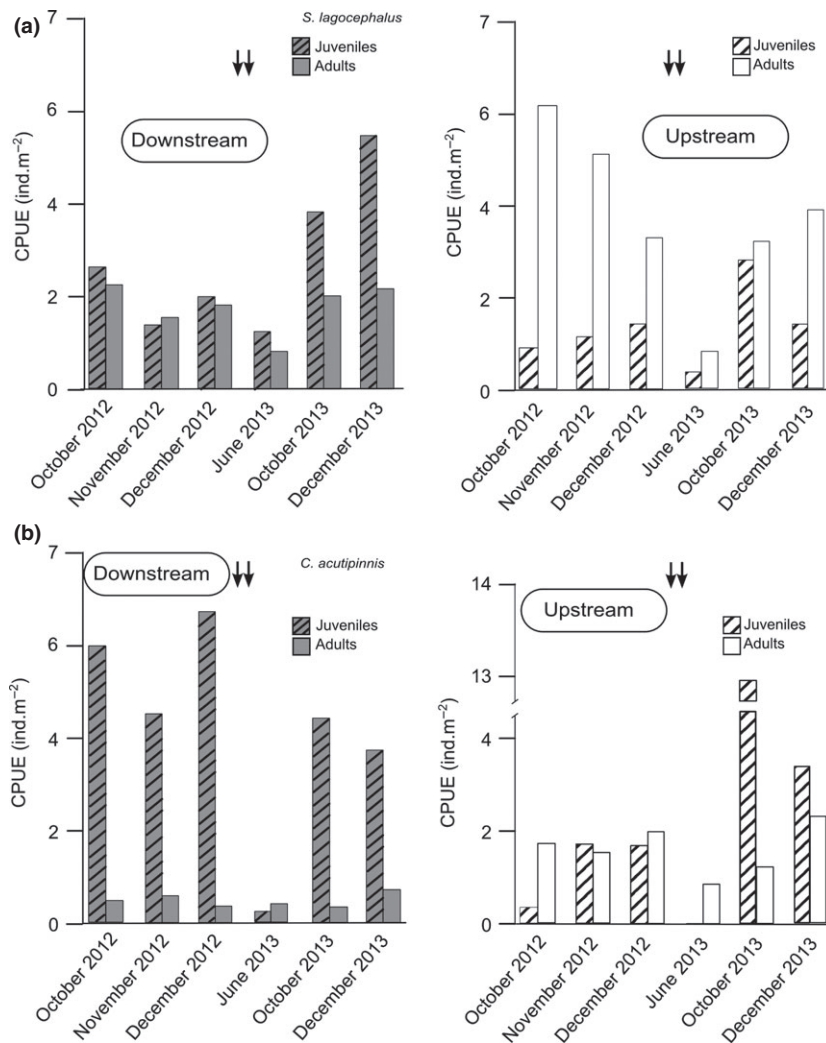 (a)
S. lagocephalus
Juveniles
Adults
Downstream
CPUE (ind.m⁻²)
7
6
4
2
0
October 2012
November 2012
December 2012
June 2013
October 2013
December 2013
Juveniles
Adults
Upstream
CPUE (ind.m⁻²)
7
6
4
2
0
October 2012
November 2012
December 2012
June 2013
October 2013
December 2013
(b)
C. acutipinnis
Downstream
Juveniles
Adults
CPUE (ind.m⁻²)
7
6
4
2
0
October 2012
November 2012
December 2012
June 2013
October 2013
December 2013
Upstream
Juveniles
Adults
CPUE (ind.m⁻²)
14
13
4
2
0
October 2012
November 2012
December 2012
June 2013
October 2013
December 2013